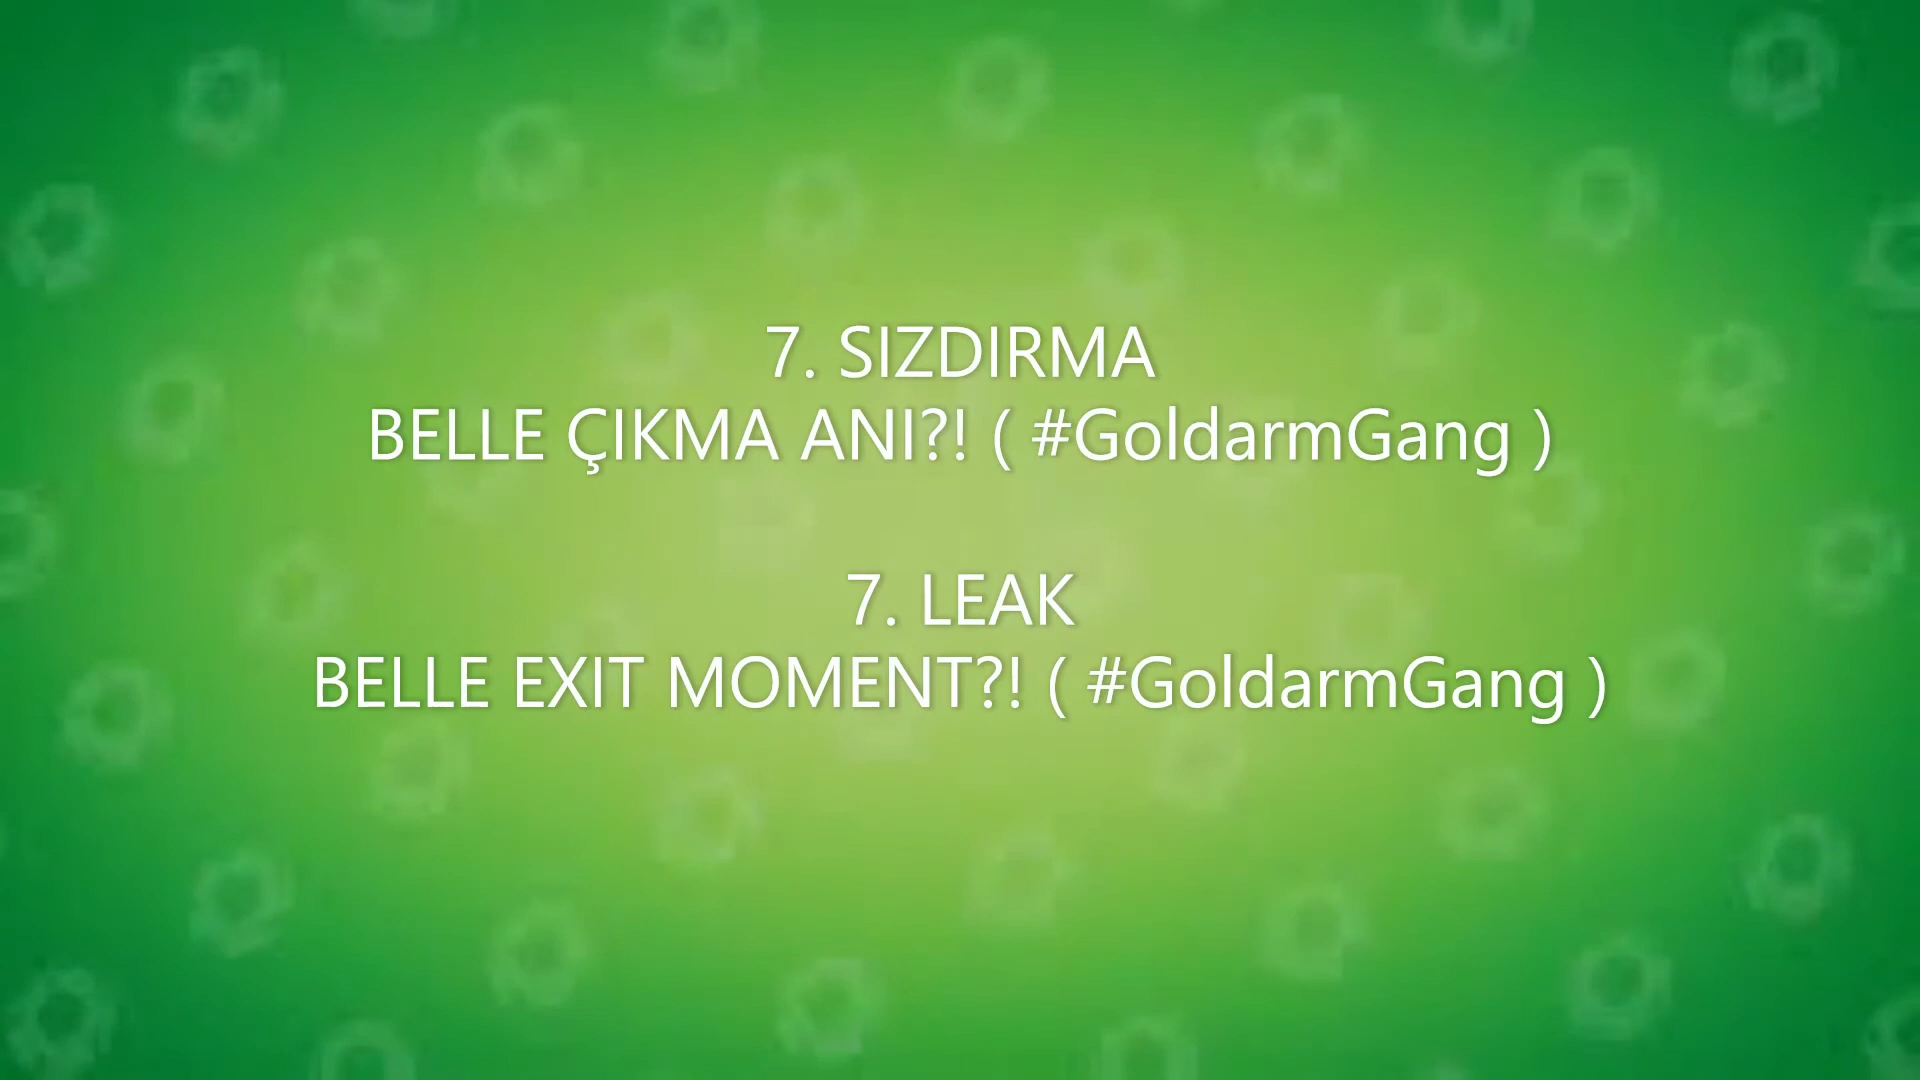 7. SIZDIRMA
BELLE ÇIKMA ANI?! ( #GoldarmGang )
7. LEAK
BELLE EXIT MOMENT?! ( #GoldarmGang )